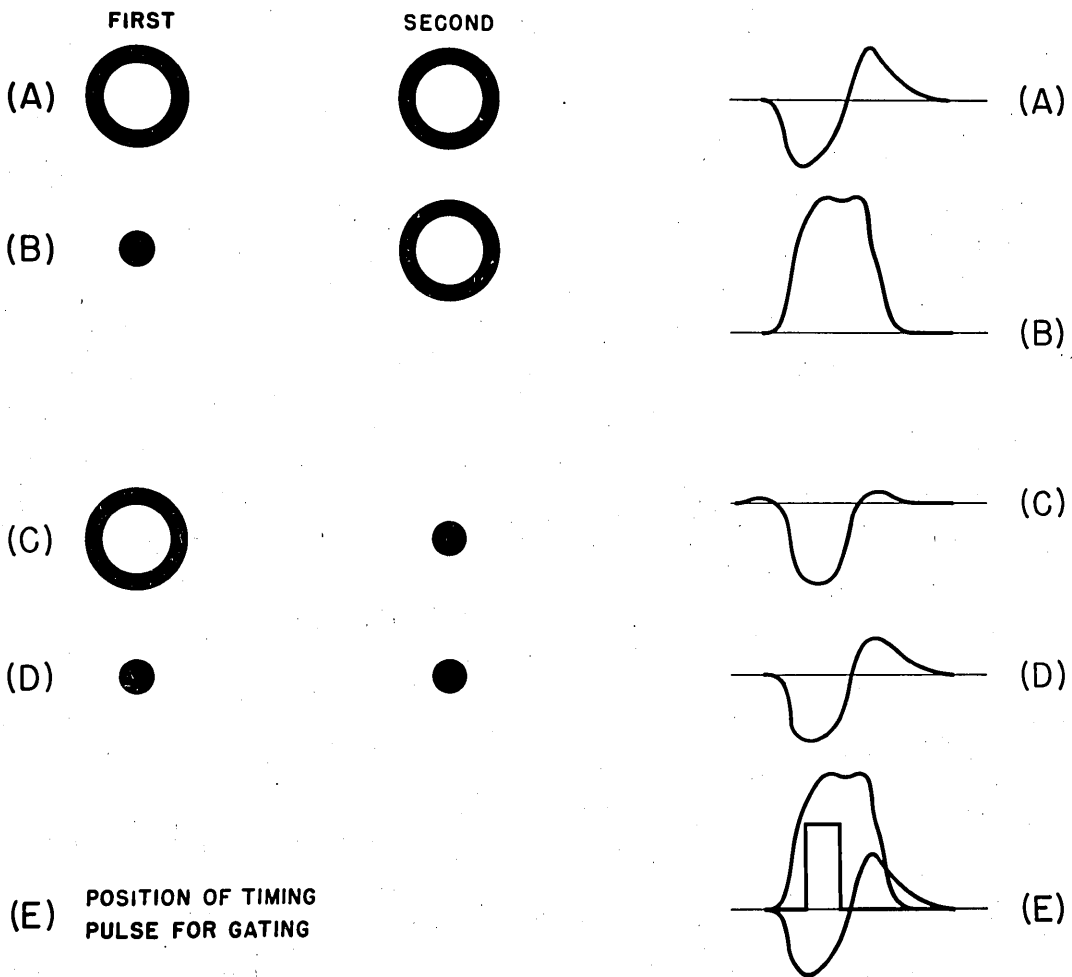 FIRST SECOND
(A) (A)
(B)
(B)
(C) (C)
(D) (D)
(E) POSITION OF TIMING PULSE FOR GATING (E)